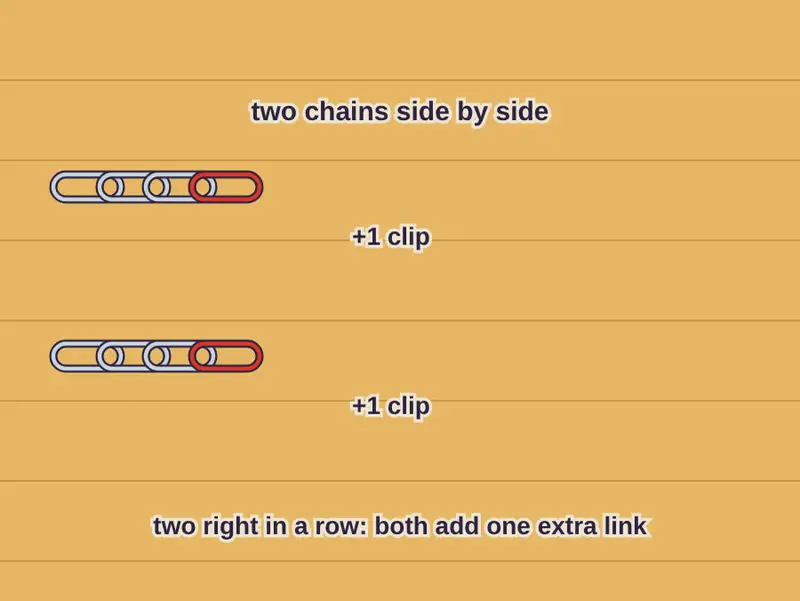 two chains side by side
+1 clip
+1 clip
two right in a row: both add one extra link